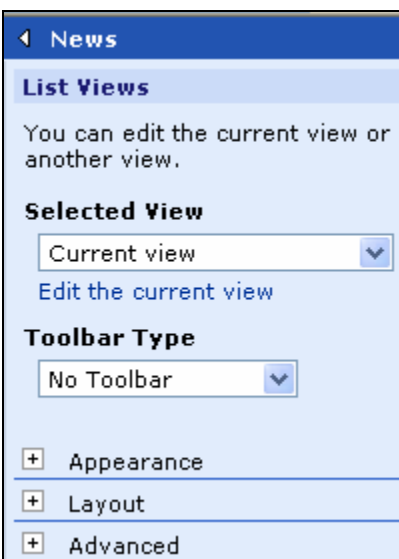 News
List Views
You can edit the current view or
another view.
Selected View
Current view
Edit the current view
Toolbar Type
No Toolbar
Appearance
Layout
Advanced